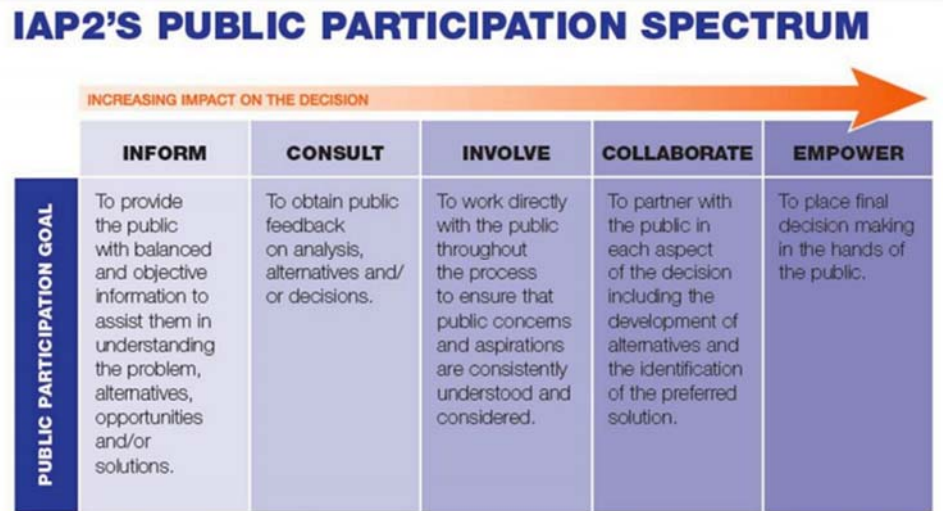 IAP2'S PUBLIC PARTICIPATION SPECTRUM
INCREASING IMPACT ON THE DECISION
INFORM
CONSULT
INVOLVE
COLLABORATE
EMPOWER
PUBLIC PARTICIPATION GOAL
To provide
the public
with balanced
and objective
information to
assist them in
understanding
the problem,
alternatives,
opportunities
and/or
solutions.
To obtain public
feedback
on analysis,
alternatives and/
or decisions.
To work directly
with the public
throughout
the process
to ensure that
public concerns
and aspirations
are consistently
understood and
considered.
To partner with
the public in
each aspect
of the decision
including the
development of
alternatives and
the identification
of the preferred
solution.
To place final
decision making
in the hands of
the public.